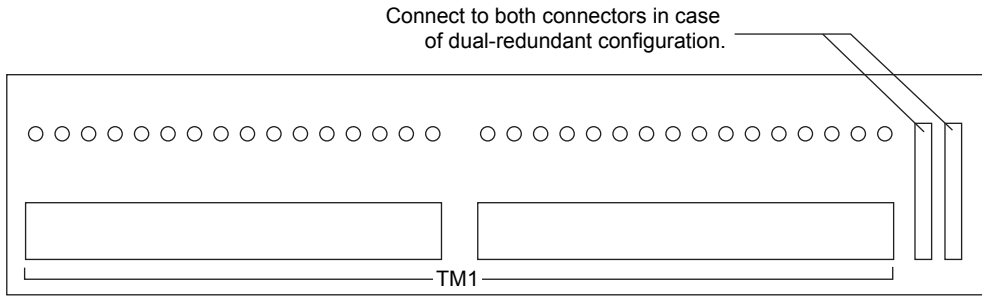 Connect to both connectors in case
of dual-redundant configuration.
TM1